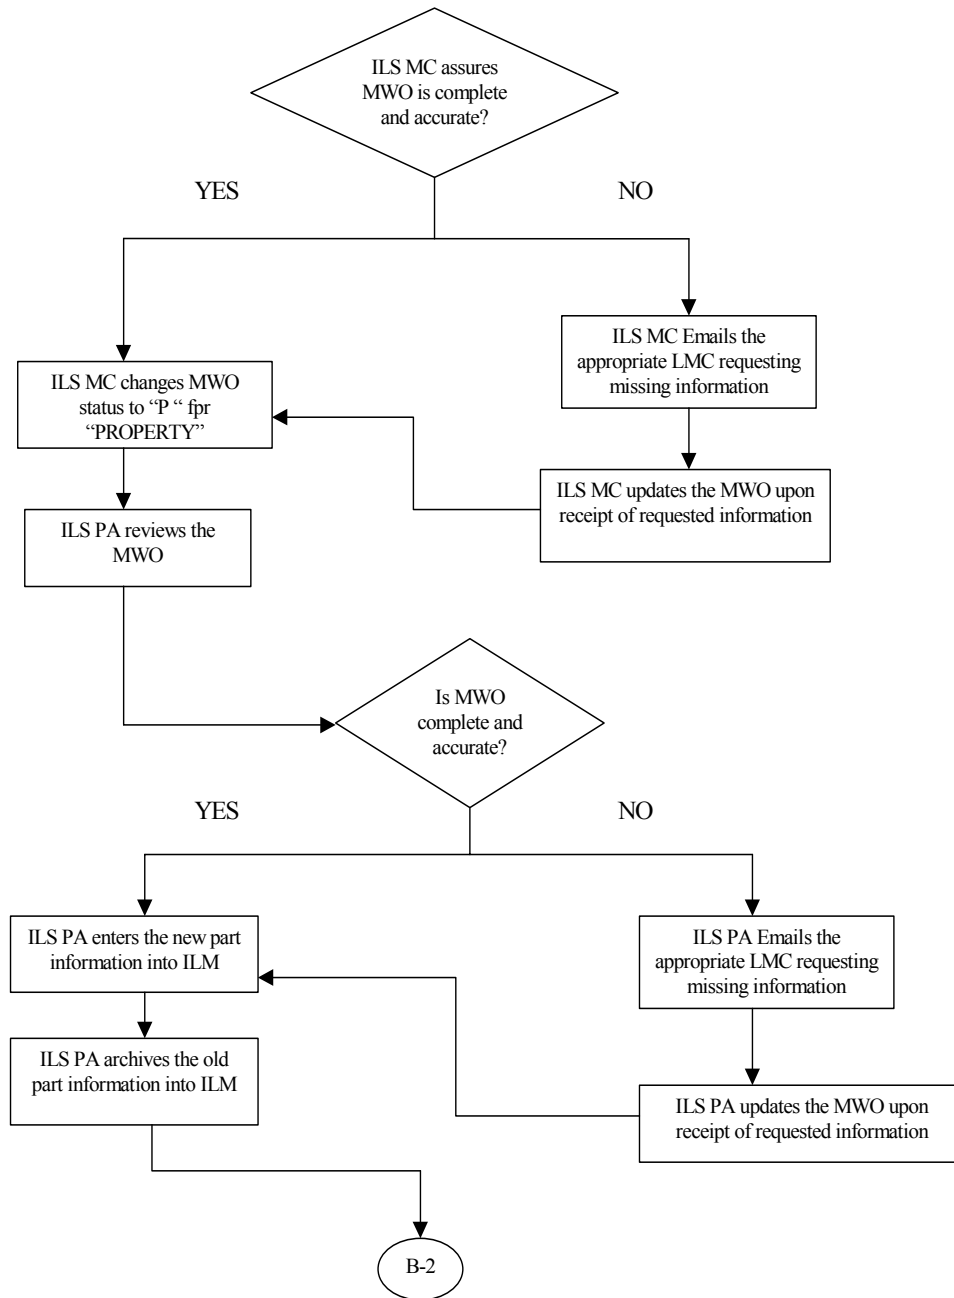 ILS MC assures
MWO is complete
and accurate?
YES
NO
ILS MC Emails the
appropriate LMC requesting
missing information
ILS MC changes MWO
status to “P “ fpr
“PROPERTY”
ILS MC updates the MWO upon
receipt of requested information
ILS PA reviews the
MWO
Is MWO
complete and
accurate?
YES
NO
ILS PA enters the new part
information into ILM
ILS PA Emails the
appropriate LMC requesting
missing information
ILS PA archives the old
part information into ILM
ILS PA updates the MWO upon
receipt of requested information
B-2